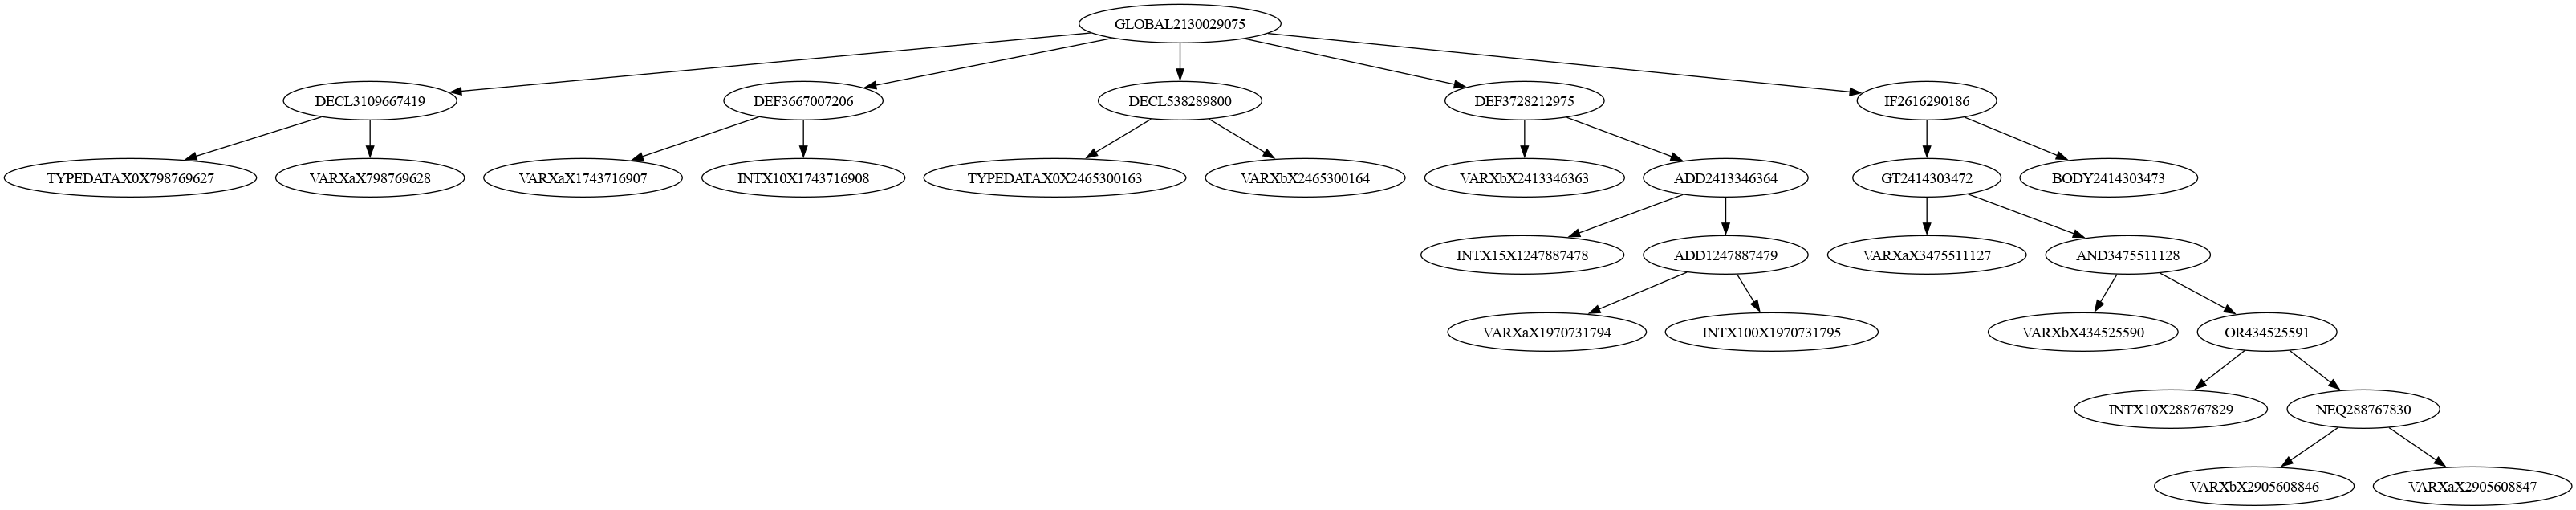 GLOBAL2130029075
DECL3109667419
DEF3667007206
DECL538289800
DEF3728212975
IF2616290186
TYPEDATAX0X798769627
VARXaX798769628
VARXaX1743716907
INTX10X1743716908
TYPEDATAX0X2465300163
VARXbX2465300164
VARXbX2413346363
ADD2413346364
GT2414303472
BODY2414303473
INTX15X1247887478
ADD1247887479
VARXaX3475511127
AND3475511128
VARXaX1970731794
INTX100X1970731795
VARXbX434525590
OR434525591
INTX10X288767829
NEQ288767830
VARXbX2905608846
VARXaX2905608847